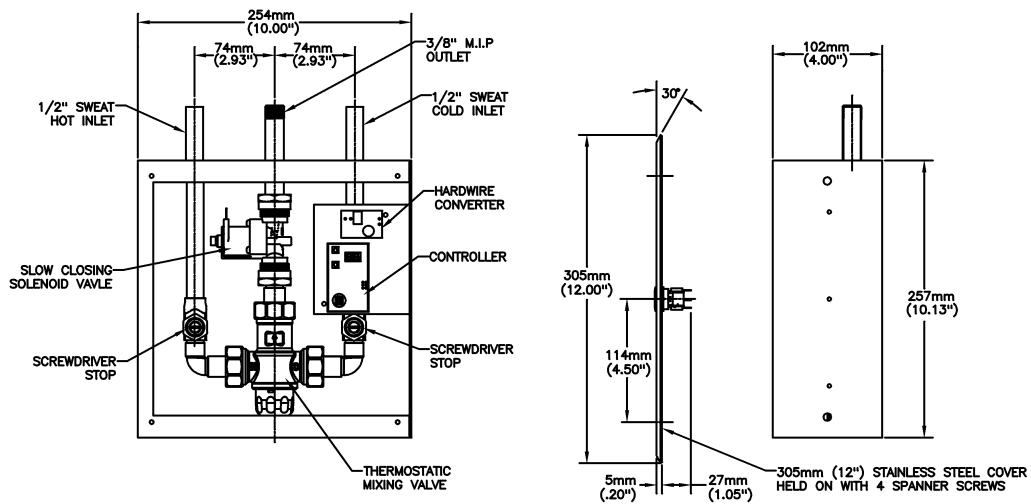 254mm
(10.00")
74mm
(2.93")
74mm
(2.93")
3/8" M.I.P
OUTLET
1/2" SWEAT
HOT INLET
1/2" SWEAT
COLD INLET
HARDWIRE
CONVERTER
CONTROLLER
SLOW CLOSING
SOLENOID VAVLE
SCREWDRIVER
STOP
SCREWDRIVER
STOP
THERMOSTATIC
MIXING VALVE
30°
305mm
(12.00")
114mm
(4.50")
5mm
(.20")
27mm
(1.05")
102mm
(4.00")
257mm
(10.13")
305mm (12") STAINLESS STEEL COVER
HELD ON WITH 4 SPANNER SCREWS